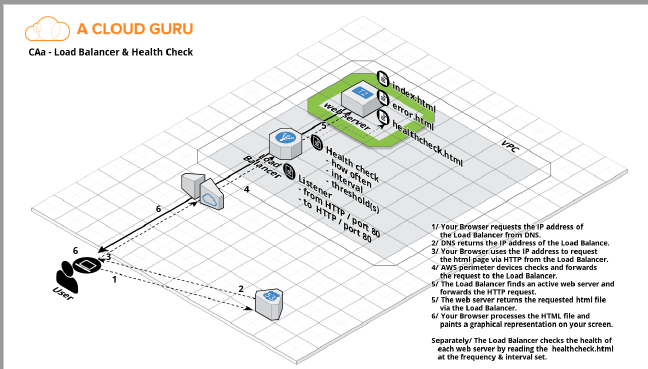 A CLOUD GURU
CAa - Load Balancer & Health Check
index.html
error.html
healthcheck.html
web server
5
VPC
Load
Balancer
Health check
- how often
- interval
- threshold(s)
Listener
- from HTTP / port 80
- to HTTP / port 80
4
6
6
3
1
2
User
1/ Your Browser requests the IP address of
the Load Balancer from DNS.
2/ DNS returns the IP address of the Load Balance.
3/ Your Browser uses the IP address to request
the html page via HTTP from the Load Balancer.
4/ AWS perimeter devices checks and forwards
the request to the Load Balancer.
5/ The Load Balancer finds an active web server and
forwards the HTTP request.
5/ The web server returns the requested html file
via the Load Balancer.
6/ Your Browser processes the HTML file and
paints a graphical representation on your screen.
Separately/ The Load Balancer checks the health of
each web server by reading the healthcheck.html
at the frequency & interval set.